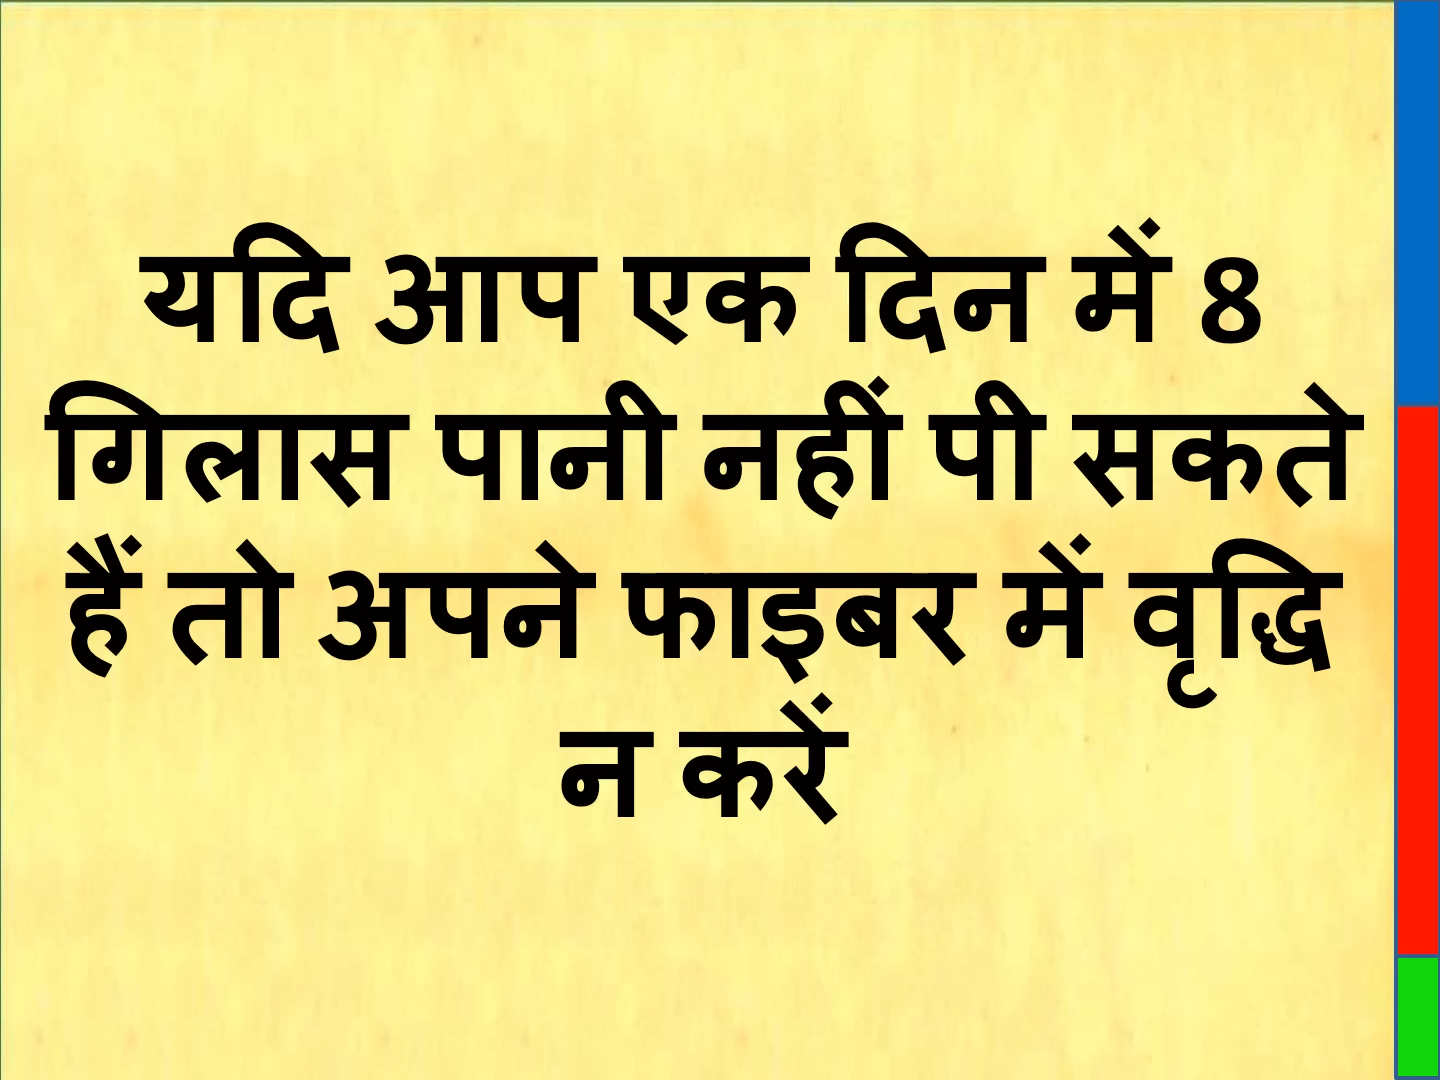 यदि आप एक दिन में 8
गिलास पानी नहीं पी सकते
हैं तो अपने फाइबर में वृद्धि
न करें